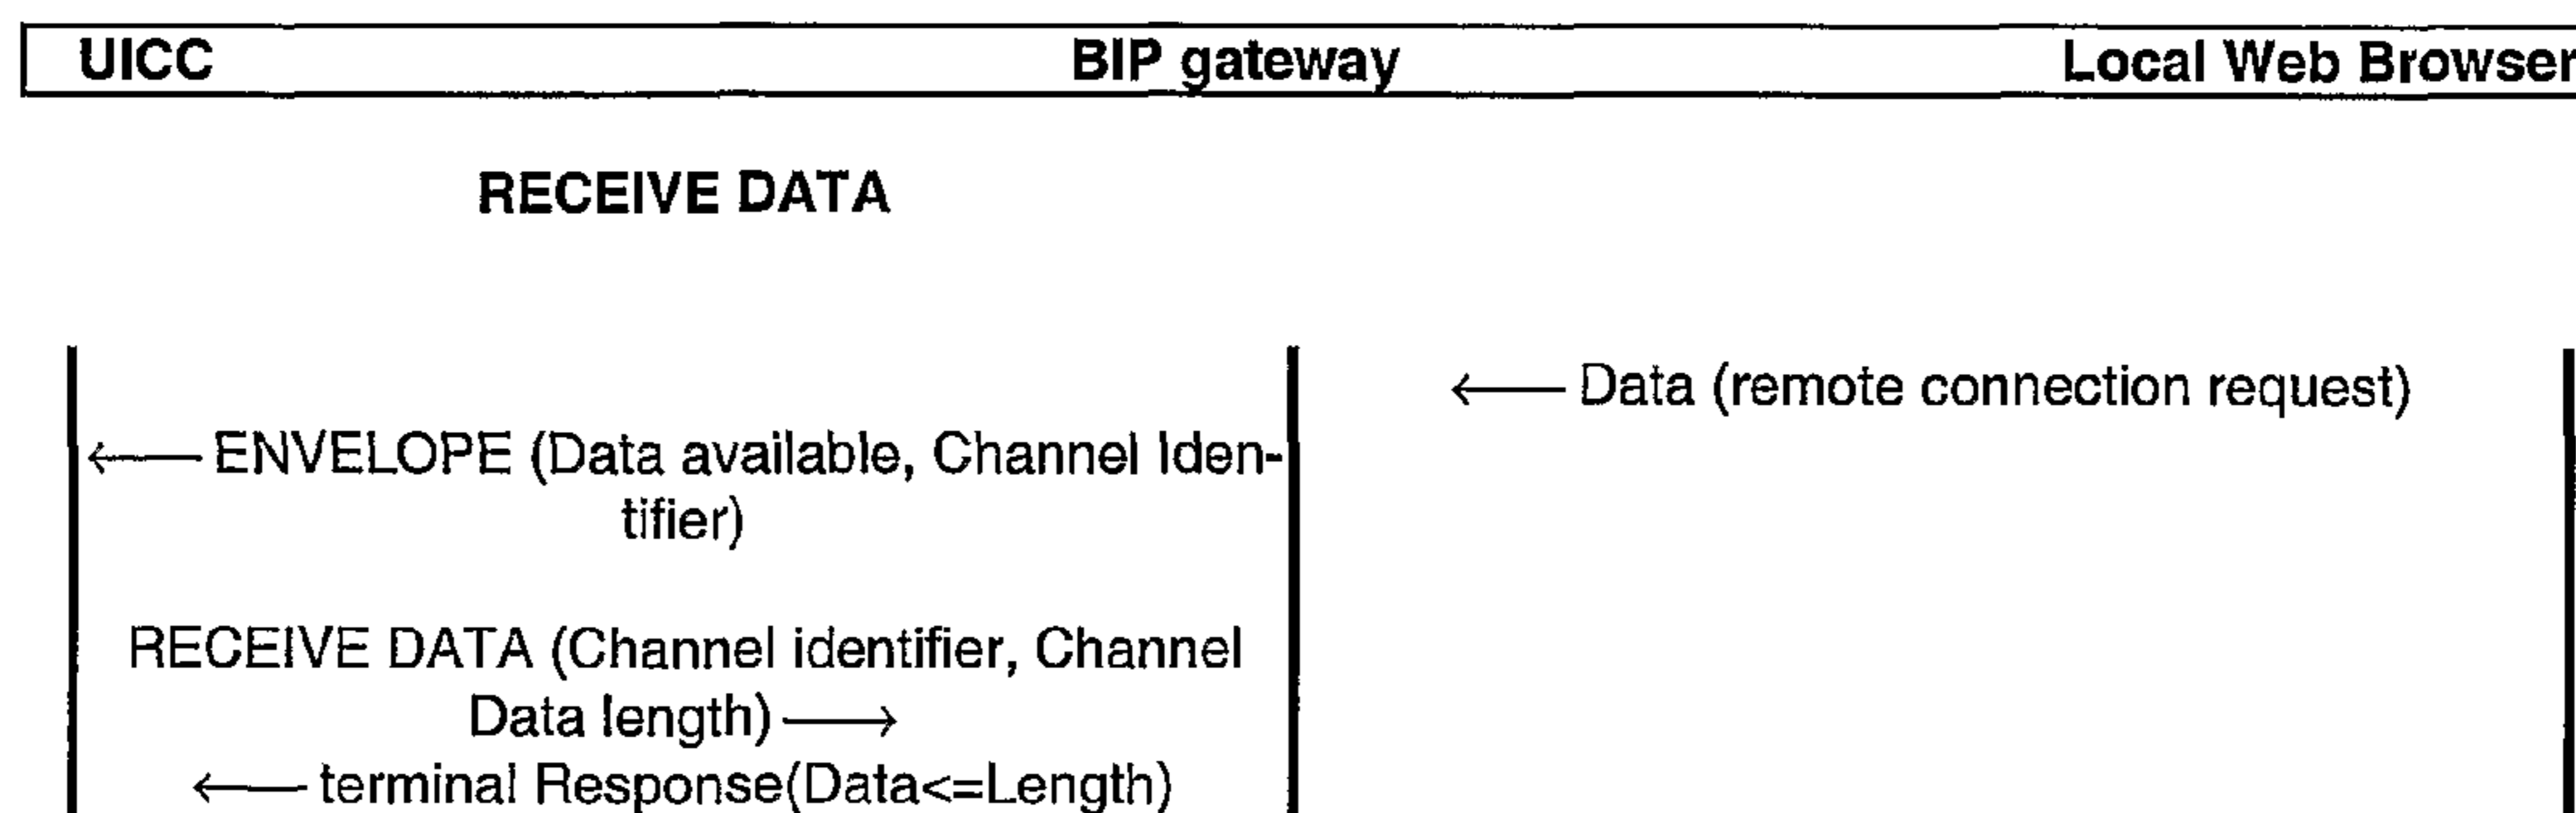 UICC BIP gateway Local Web Browser
RECEIVE DATA
← Data (remote connection request)
← ENVELOPE (Data available, Channel Iden-
tifier)
RECEIVE DATA (Channel identifier, Channel
Data length) →
← terminal Response(Data<=Length)